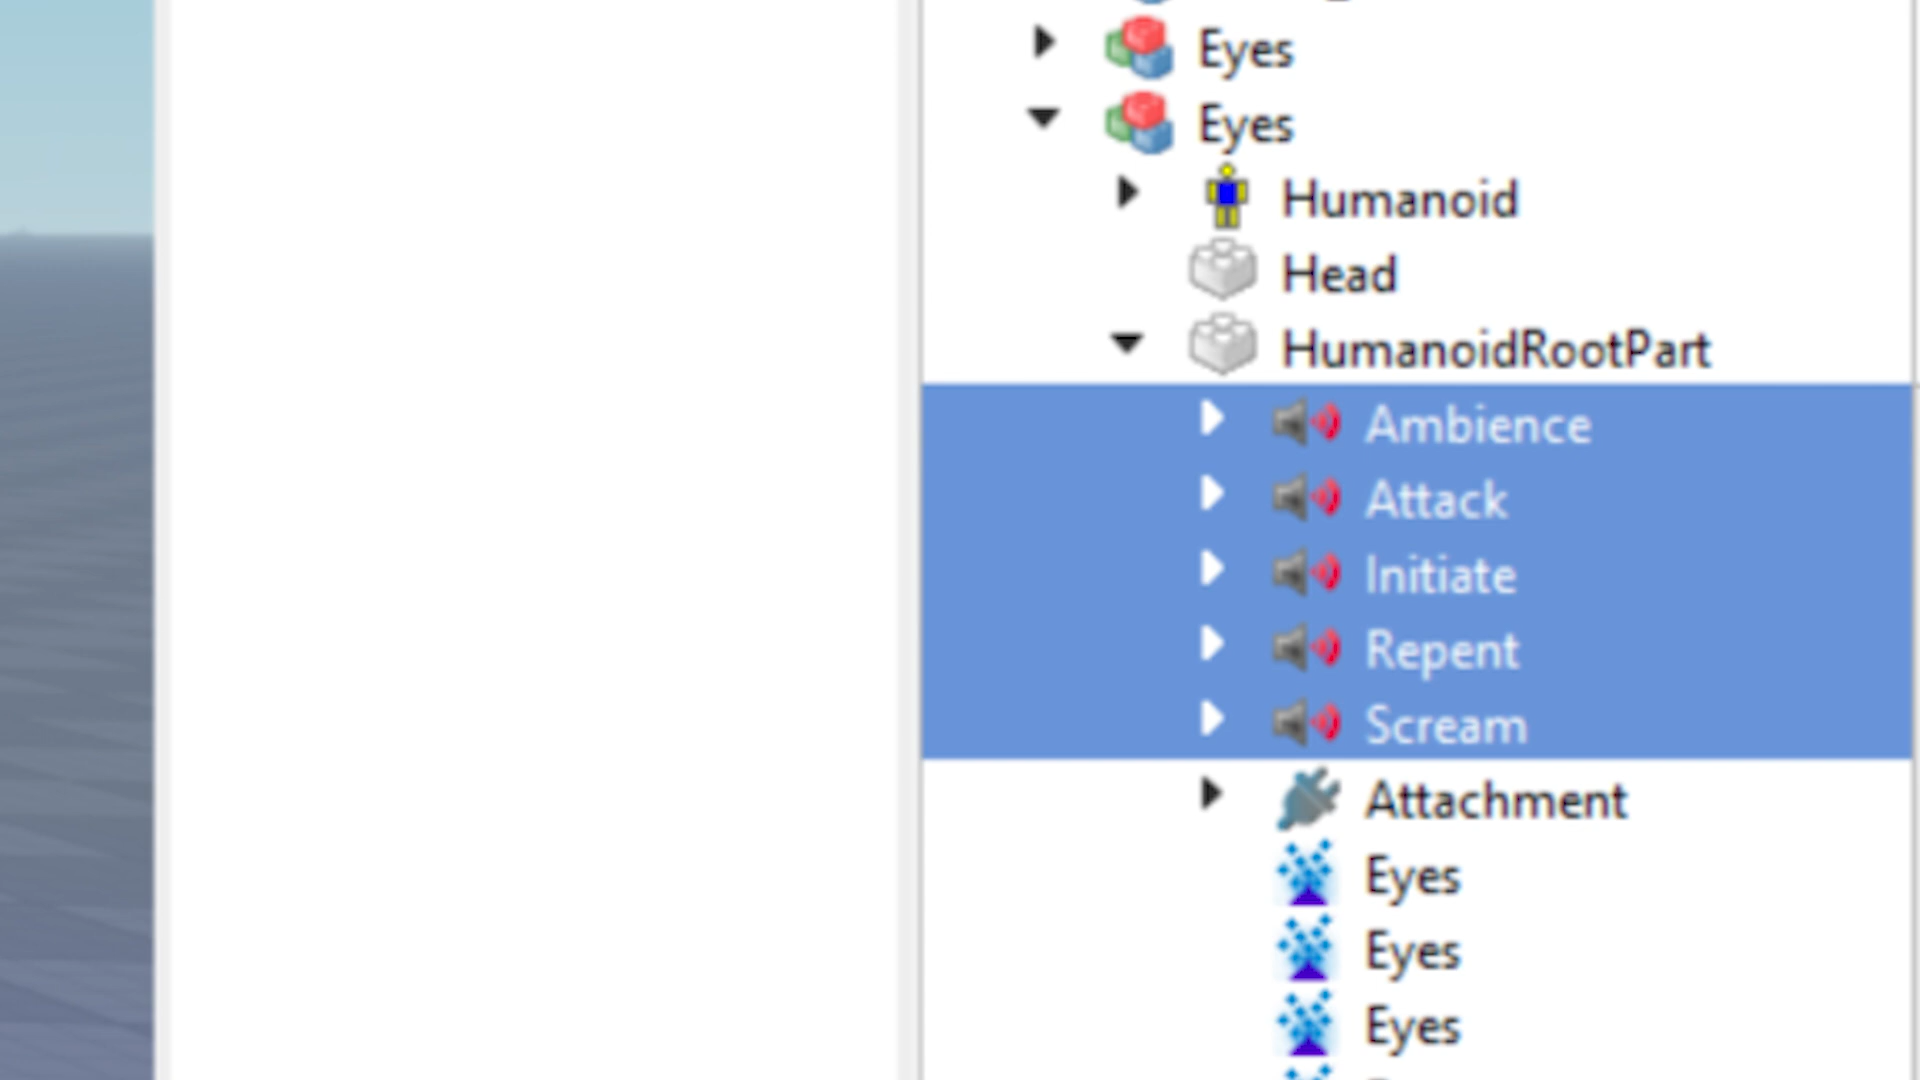 Eyes
Eyes
Humanoid
Head
HumanoidRootPart
Ambience
Attack
Initiate
Repent
Scream
Attachment
Eyes
Eyes
Eyes